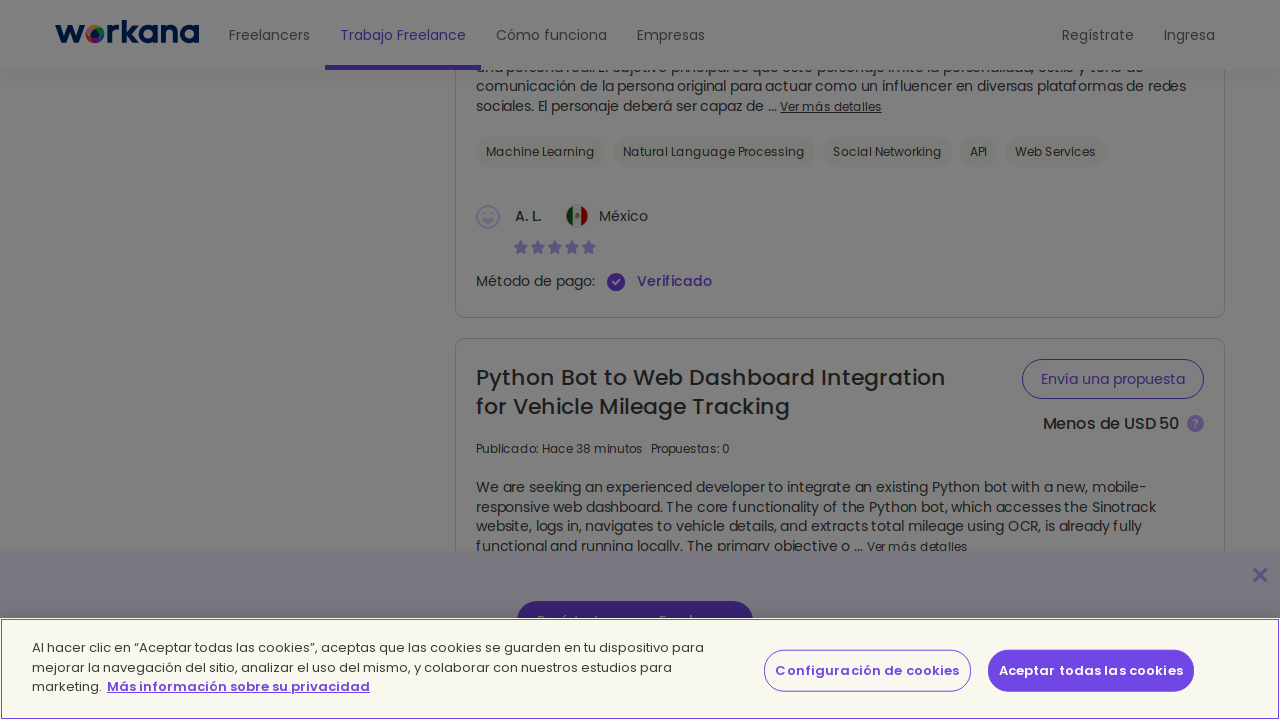 workana
Freelancers
Trabajo Freelance
Cómo funciona
Empresas
Regístrate
Ingresa
comunicación de la persona original para actuar como un influencer en diversas plataformas de redes
sociales. El personaje deberá ser capaz de ... Ver más detalles
Machine Learning
Natural Language Processing
Social Networking
API
Web Services
A. L.
México
Método de pago:
Verificado
Python Bot to Web Dashboard Integration
for Vehicle Mileage Tracking
Envía una propuesta
Menos de USD 50
?
Publicado: Hace 38 minutos Propuestas: 0
We are seeking an experienced developer to integrate an existing Python bot with a new, mobile-
responsive web dashboard. The core functionality of the Python bot, which accesses the Sinotrack
website, logs in, navigates to vehicle details, and extracts total mileage using OCR, is already fully
functional and running locally. The primary objective o ... Ver más detalles
Al hacer clic en “Aceptar todas las cookies”, aceptas que las cookies se guarden en tu dispositivo para
mejorar la navegación del sitio, analizar el uso del mismo, y colaborar con nuestros estudios para
marketing. Más información sobre su privacidad
Configuración de cookies
Aceptar todas las cookies